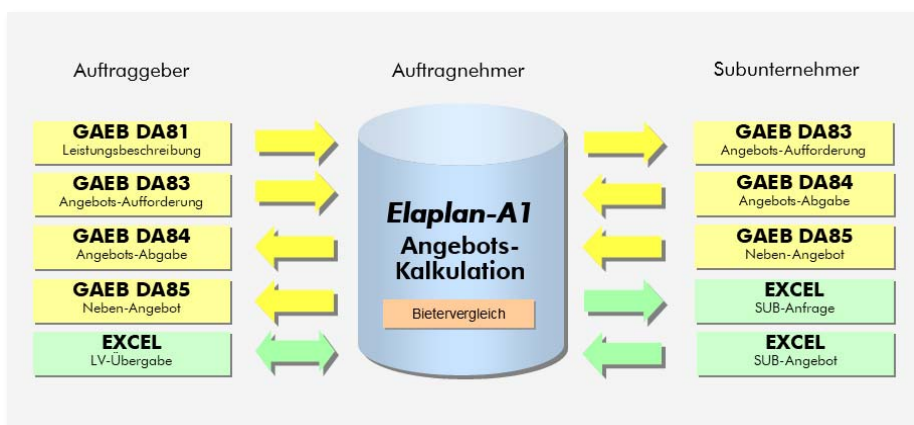 Auftraggeber
Auftragnehmer
Subunternehmer
GAEB DA81
Leistungsbeschreibung
GAEB DA83
Angebots-Aufforderung
GAEB DA84
Angebots-Abgabe
GAEB DA85
Neben-Angebot
EXCEL
LV-Übergabe
Elaplan-A1
Angebots-
Kalkulation
Bietervergleich
GAEB DA83
Angebots-Aufforderung
GAEB DA84
Angebots-Abgabe
GAEB DA85
Neben-Angebot
EXCEL
SUB-Anfrage
EXCEL
SUB-Angebot